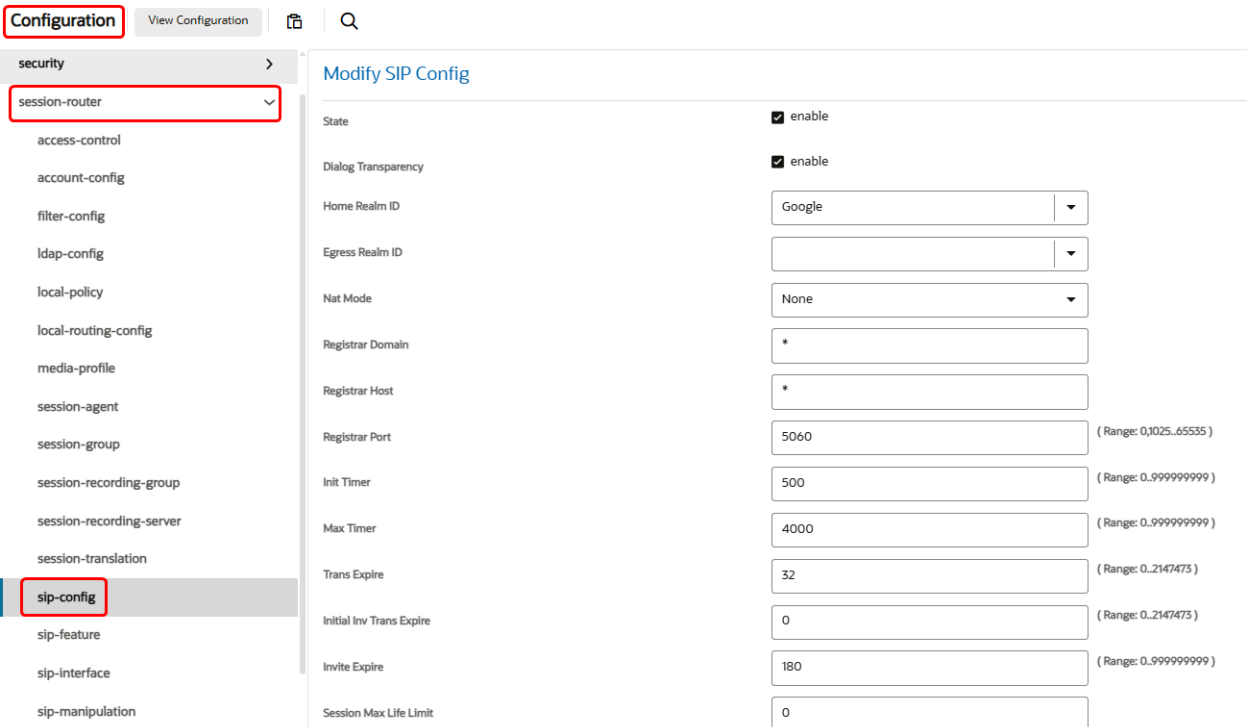 Configuration View Configuration
security
session-router
access-control
account-config
filter-config
ldap-config
local-policy
local-routing-config
media-profile
session-agent
session-group
session-recording-group
session-recording-server
session-translation
sip-config
sip-feature
sip-interface
sip-manipulation
Modify SIP Config
State enable
Dialog Transparency enable
Home Realm ID Google
Egress Realm ID
Nat Mode None
Registrar Domain *
Registrar Host *
Registrar Port 5060 ( Range: 0,1025..65535 )
Init Timer 500 ( Range: 0..999999999 )
Max Timer 4000 ( Range: 0..999999999 )
Trans Expire 32 ( Range: 0..2147473 )
Initial Inv Trans Expire 0 ( Range: 0..2147473 )
Invite Expire 180 ( Range: 0..999999999 )
Session Max Life Limit 0